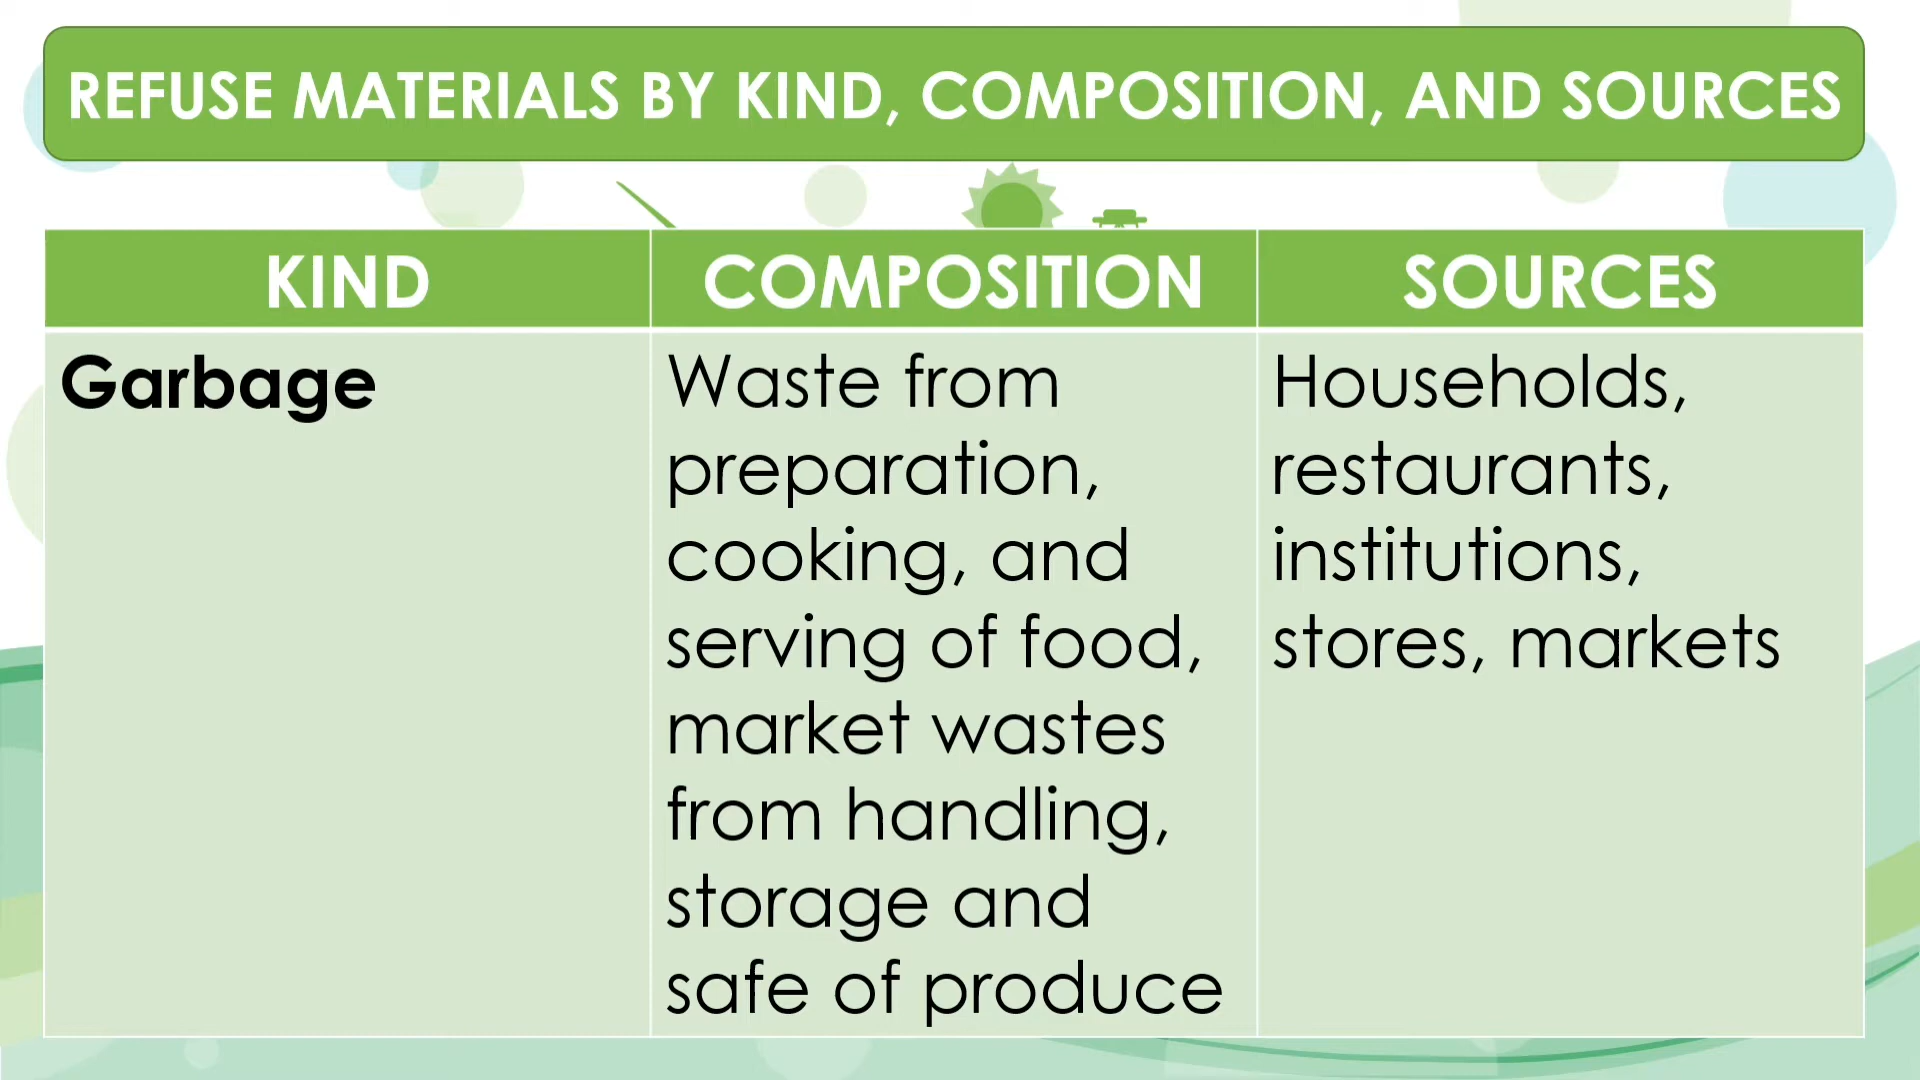 REFUSE MATERIALS BY KIND, COMPOSITION, AND SOURCES
KIND
COMPOSITION
SOURCES
Garbage
Waste from
preparation,
cooking, and
serving of food,
market wastes
from handling,
storage and
safe of produce
Households,
restaurants,
institutions,
stores, markets